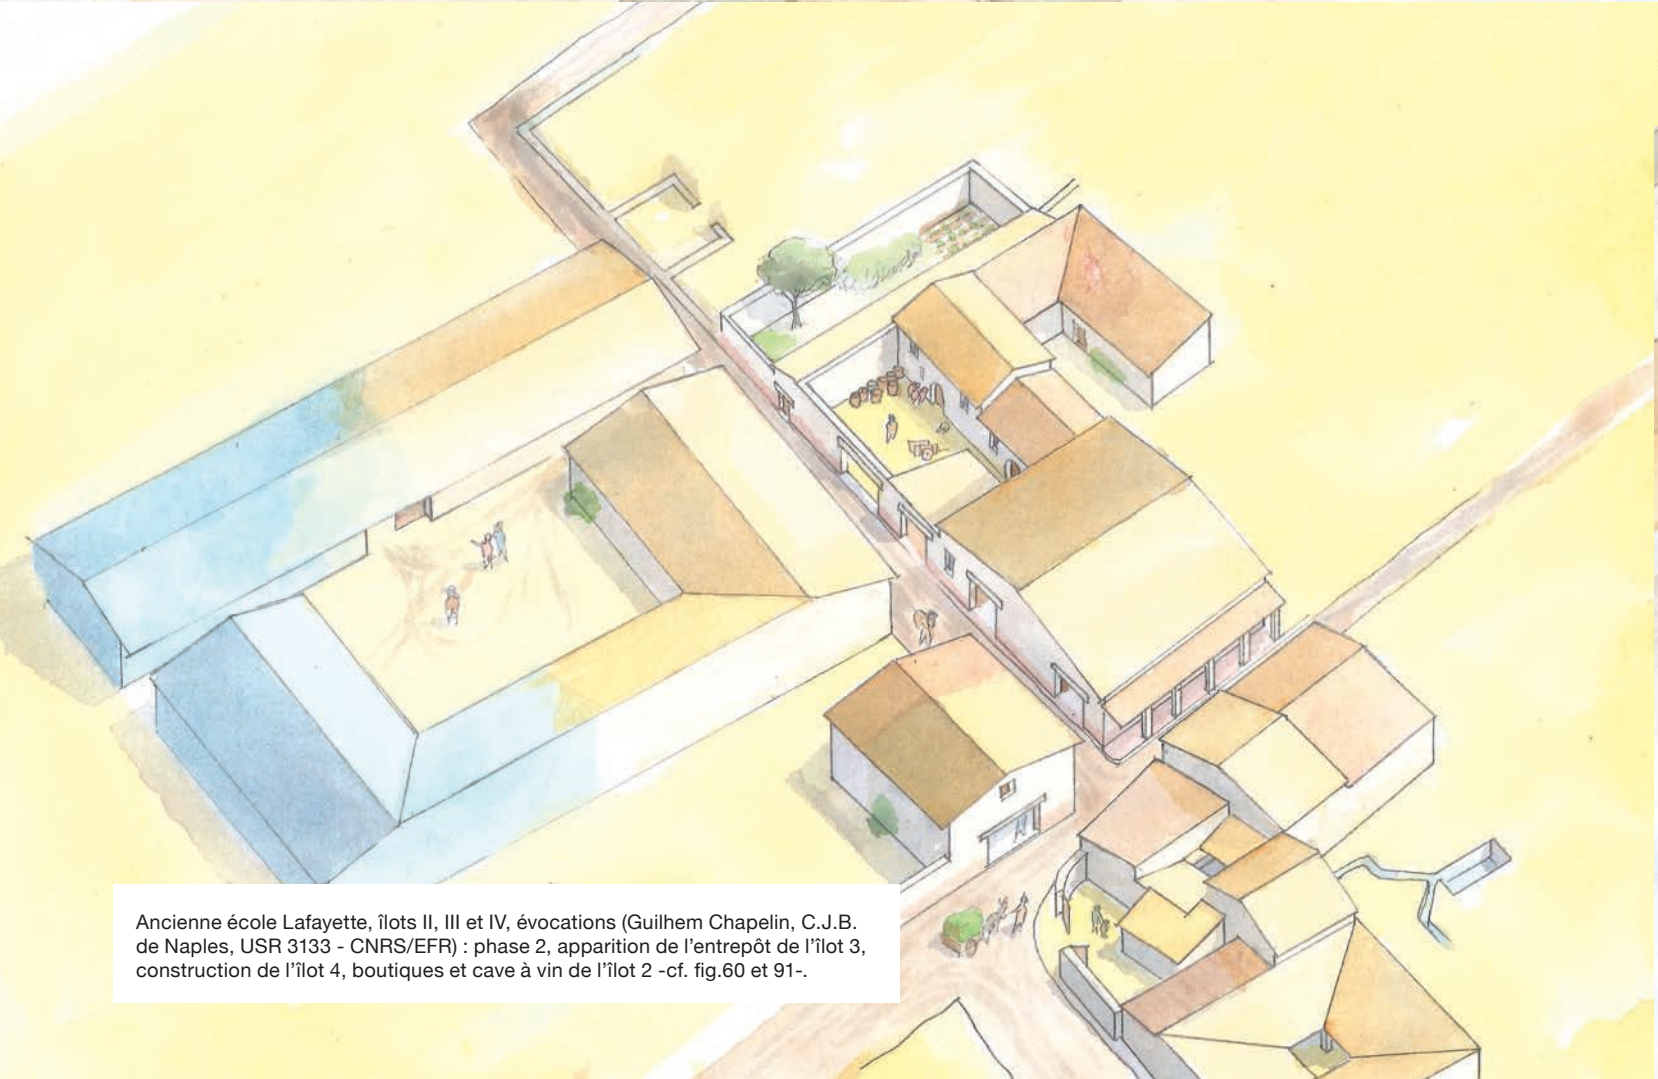 Ancienne école Lafayette, îlots II, III et IV, évocations (Guilhem Chapelin, C.J.B.
de Naples, USR 3133 - CNRS/EFR) : phase 2, apparition de l’entrepôt de l’îlot 3,
construction de l’îlot 4, boutiques et cave à vin de l’îlot 2 -cf. fig.60 et 91-.